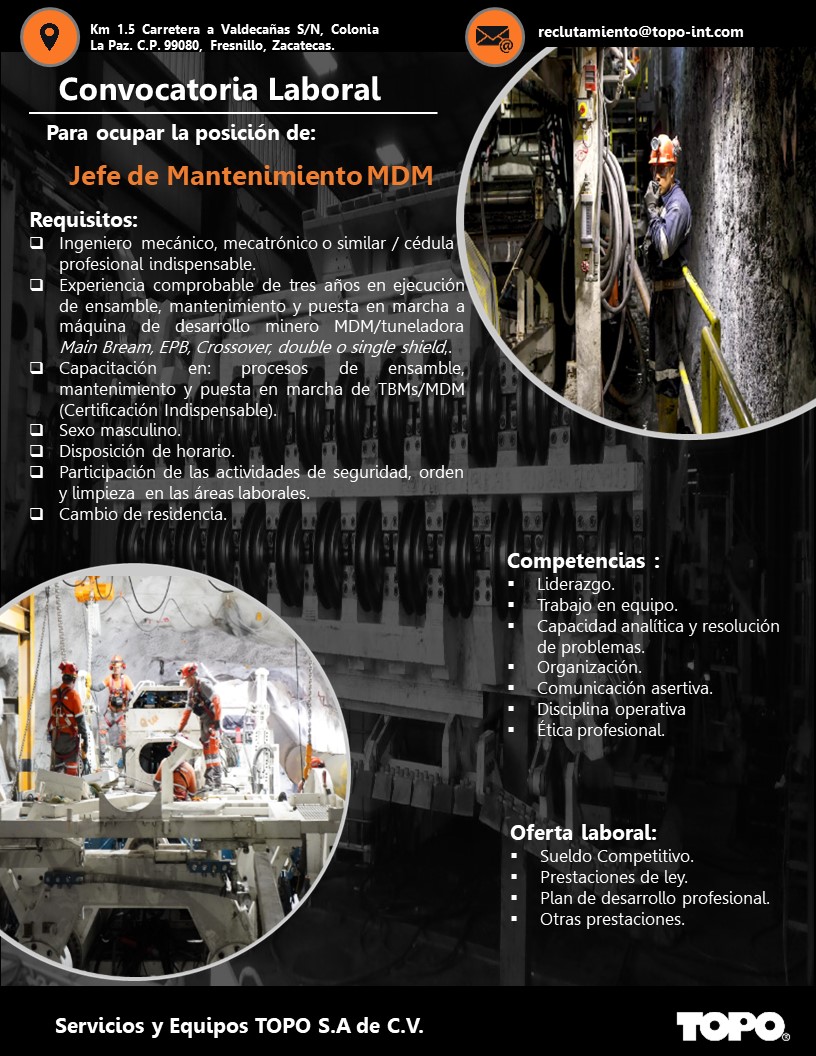 Km 1.5 Carretera a Valdecañas S/N, Colonia
La Paz. C.P. 99080, Fresnillo, Zacatecas.
reclutamiento@topo-int.com
Convocatoria Laboral
Para ocupar la posición de:
Jefe de Mantenimiento MDM
Requisitos:
Ingeniero mecánico, mecatrónico o similar / cédula
profesional indispensable.
Experiencia comprobable de tres años en ejecución
de ensamble, mantenimiento y puesta en marcha a
máquina de desarrollo minero MDM/tuneladora
Main Bream, EPB, Crossover, double o single shield,.
Capacitación en: procesos de ensamble,
mantenimiento y puesta en marcha de TBMs/MDM
(Certificación Indispensable).
Sexo masculino.
Disposición de horario.
Participación de las actividades de seguridad, orden
y limpieza en las áreas laborales.
Cambio de residencia.
Competencias :
Liderazgo.
Trabajo en equipo.
Capacidad analítica y resolución
de problemas.
Organización.
Comunicación asertiva.
Disciplina operativa
Ética profesional.
Oferta laboral:
Sueldo Competitivo.
Prestaciones de ley.
Plan de desarrollo profesional.
Otras prestaciones.
Servicios y Equipos TOPO S.A de C.V.
TOPO®